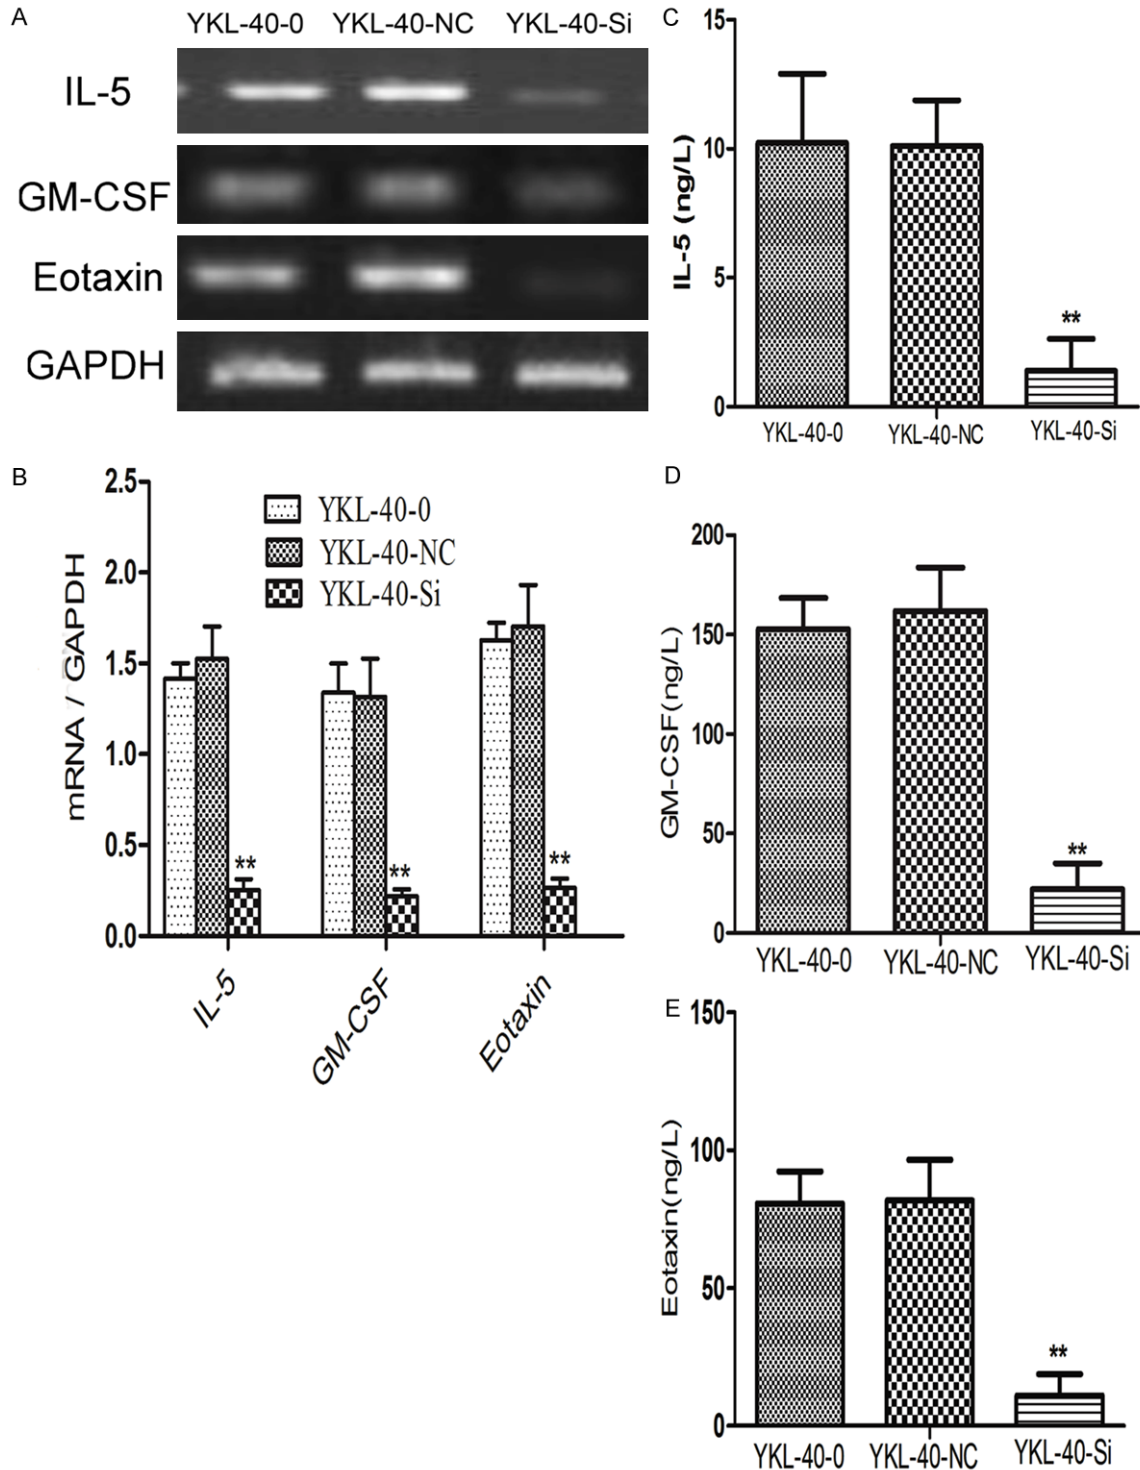 A
YKL-40-0 YKL-40-NC YKL-40-Si
IL-5
GM-CSF
Eotaxin
GAPDH
B
2.5
2.0
1.5
1.0
0.5
0.0
mRNA / GAPDH
YKL-40-0
YKL-40-NC
YKL-40-Si
**
**
**
IL-5
GM-CSF
Eotaxin
C
15
10
5
0
IL-5 (ng/L)
**
YKL-40-0 YKL-40-NC YKL-40-Si
D
200
150
100
50
0
GM-CSF(ng/L)
**
YKL-40-0 YKL-40-NC YKL-40-Si
E
150
100
50
0
Eotaxin(ng/L)
**
YKL-40-0 YKL-40-NC YKL-40-Si